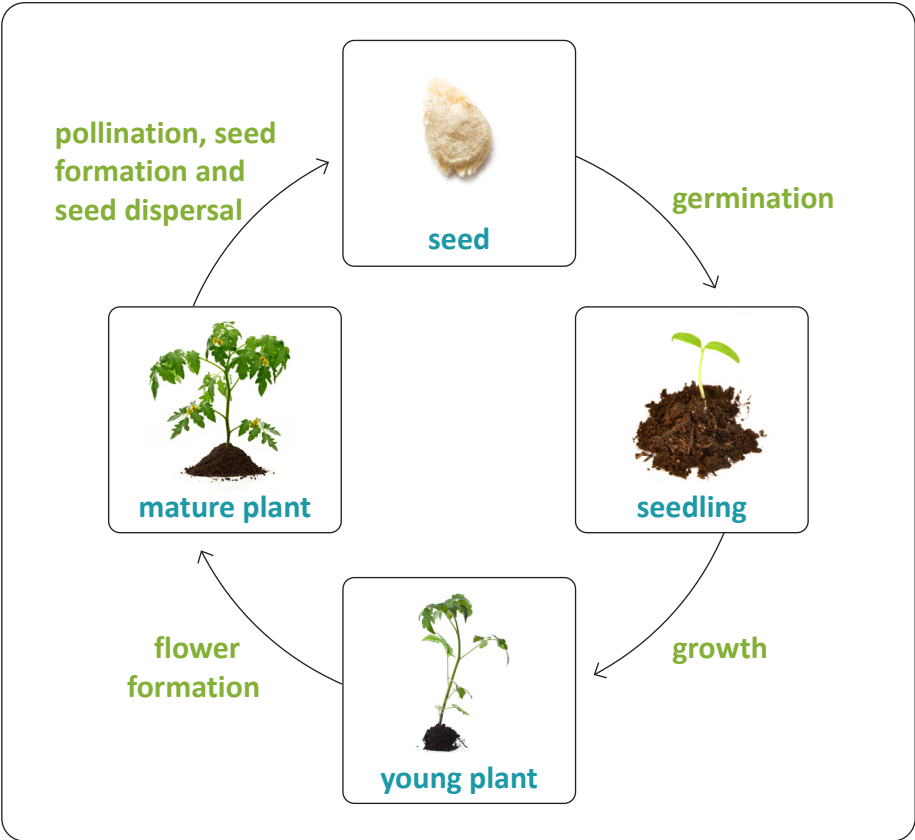 pollination, seed
formation and
seed dispersal
seed
germination
mature plant
seedling
flower
formation
growth
young plant